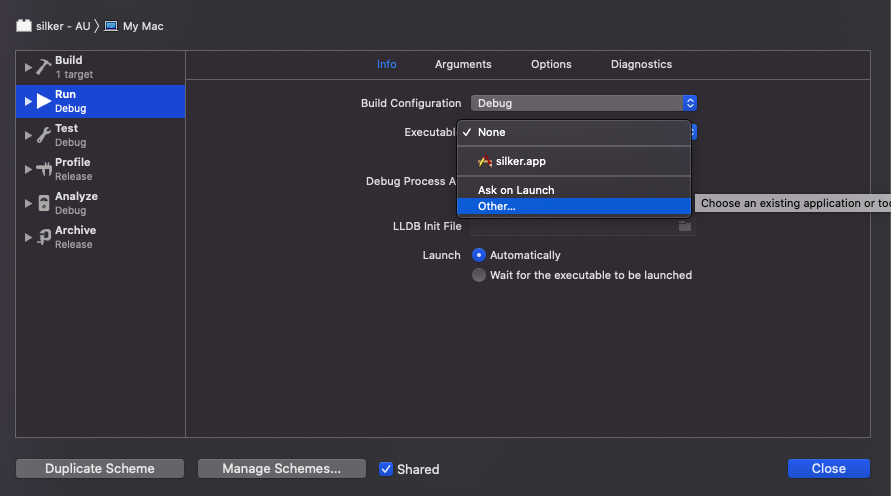 silker - AU 〉 My Mac
Build
1 target
Run
Debug
Test
Debug
Profile
Release
Analyze
Debug
Archive
Release
Info Arguments Options Diagnostics
Build Configuration Debug
Executable
✓ None
silker.app
Ask on Launch
Other...
Debug Process A
Choose an existing application or too
LLDB Init File
Launch Automatically
Wait for the executable to be launched
Duplicate Scheme Manage Schemes... Shared Close